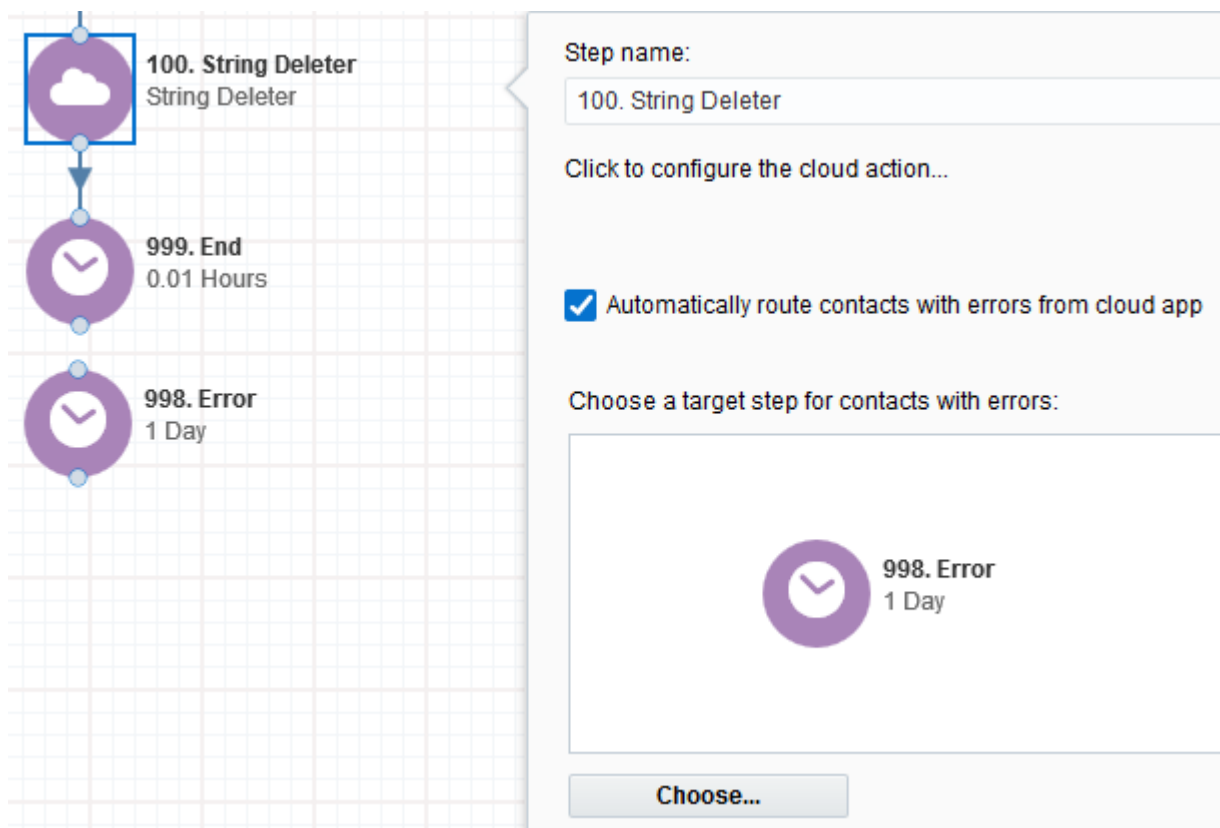 100. String Deleter
String Deleter
999. End
0.01 Hours
998. Error
1 Day
Step name:
100. String Deleter
Click to configure the cloud action...
Automatically route contacts with errors from cloud app
Choose a target step for contacts with errors:
998. Error
1 Day
Choose...